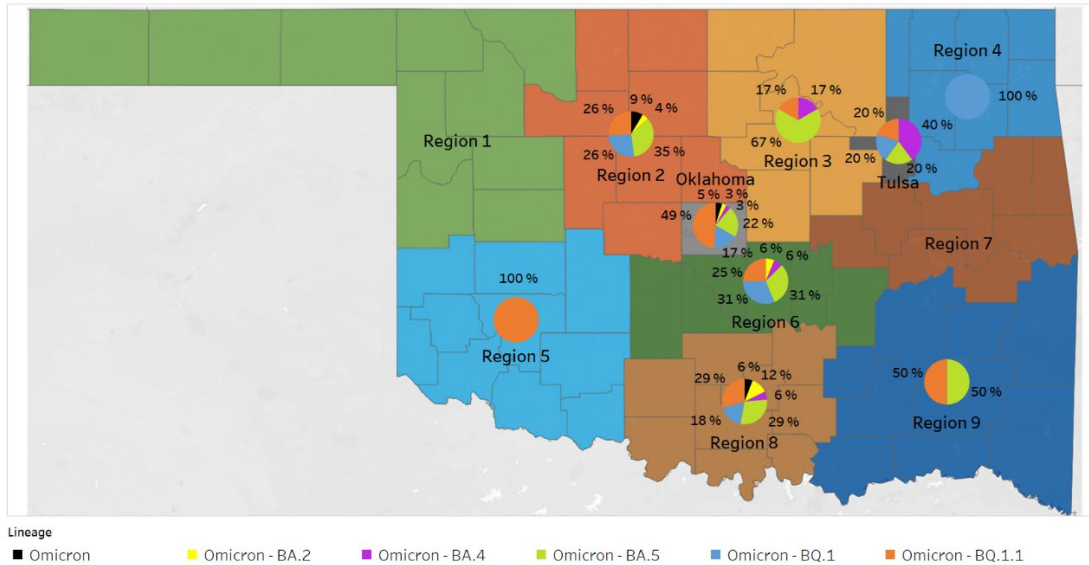 Region 4
17 % 17 %
100 %
9 %
26 % 4 %
20 % 40 %
Region 1
67 %
26 % 35 %
Region 3
20 % 20 %
Region 2
Oklahoma
Tulsa
5 % 3 %
3 %
49 % 22 %
Region 7
17 % 6 %
6 %
25 %
100 %
31 % 31 %
Region 6
Region 5
6 %
29 % 12 %
50 %
6 %
50 %
18 % 29 %
Region 9
Region 8
Lineage
Omicron Omicron - BA.2 Omicron - BA.4 Omicron - BA.5 Omicron - BQ.1 Omicron - BQ.1.1